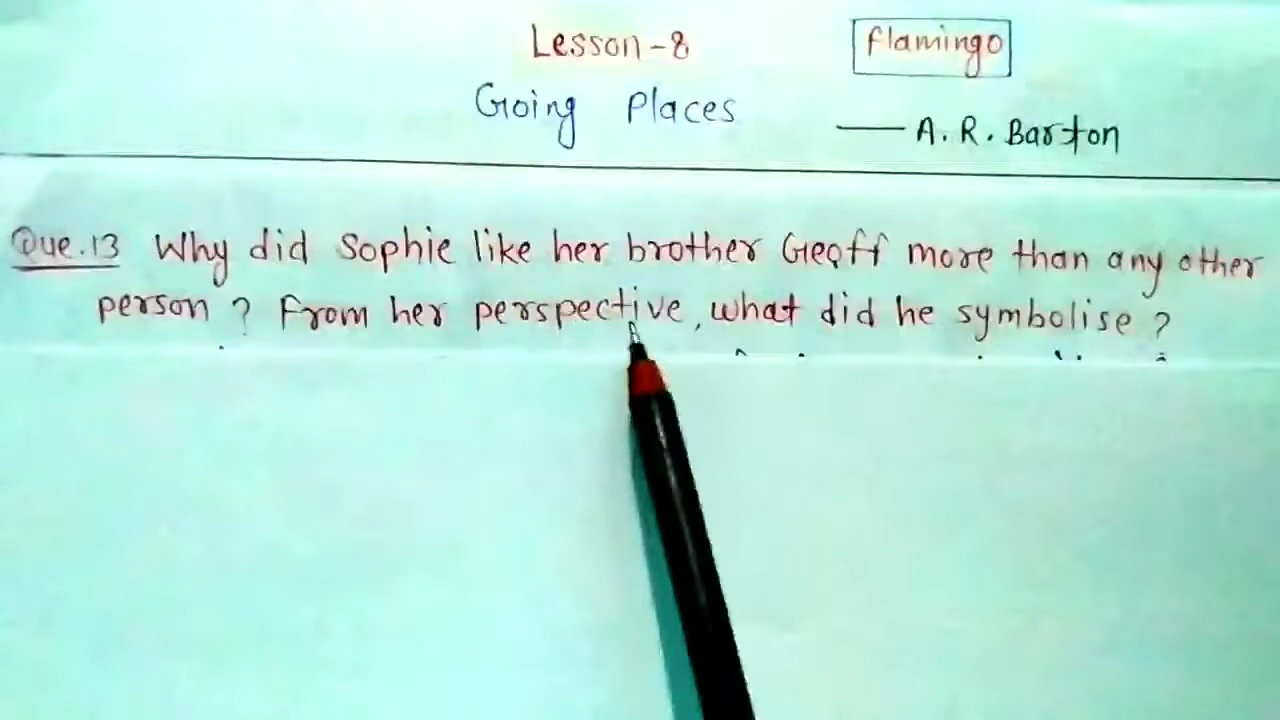 Lesson-8
Flamingo
Going Places
— A. R. Barton
Que.13 Why did Sophie like her brother Geoff more than any other
person ? From her perspective, what did he symbolise ?